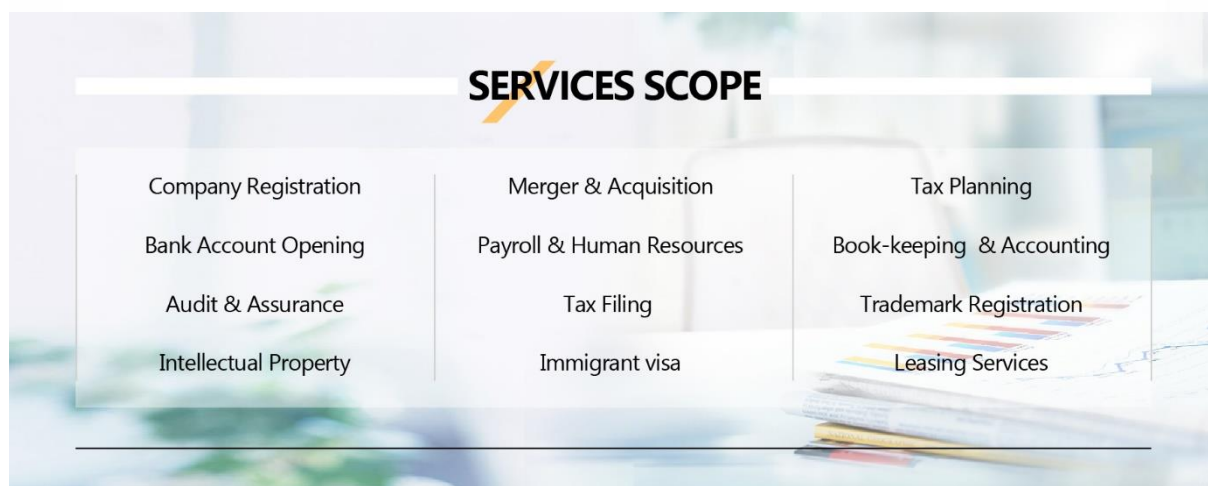 SERVICES SCOPE
Company Registration
Merger & Acquisition
Tax Planning
Bank Account Opening
Payroll & Human Resources
Book-keeping & Accounting
Audit & Assurance
Tax Filing
Trademark Registration
Intellectual Property
Immigrant visa
Leasing Services